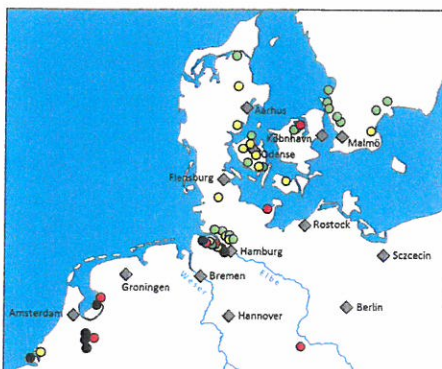 Aarhus
København
Malmö
Odense
Flensburg
Rostock
Hamburg
Sczcecin
Elbe
Weser
Bremen
Groningen
Amsterdam
Hannover
Berlin